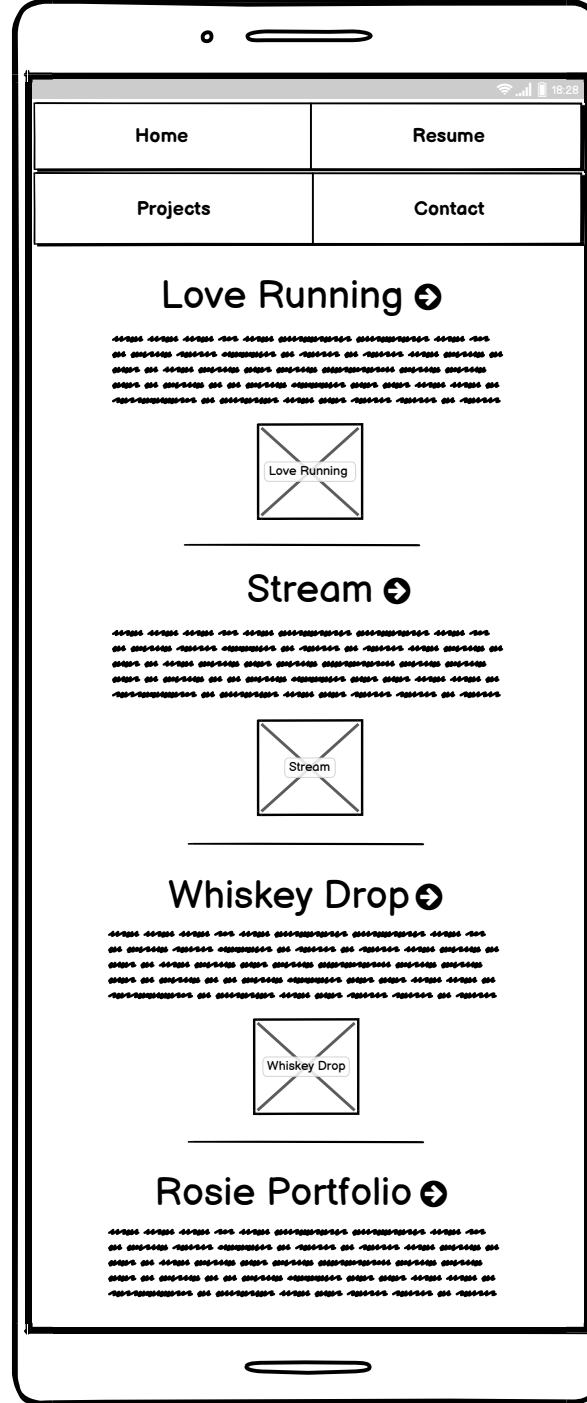 18:28
Home Resume
Projects Contact
Love Running
Love Running
Stream
Stream
Whiskey Drop
Whiskey Drop
Rosie Portfolio